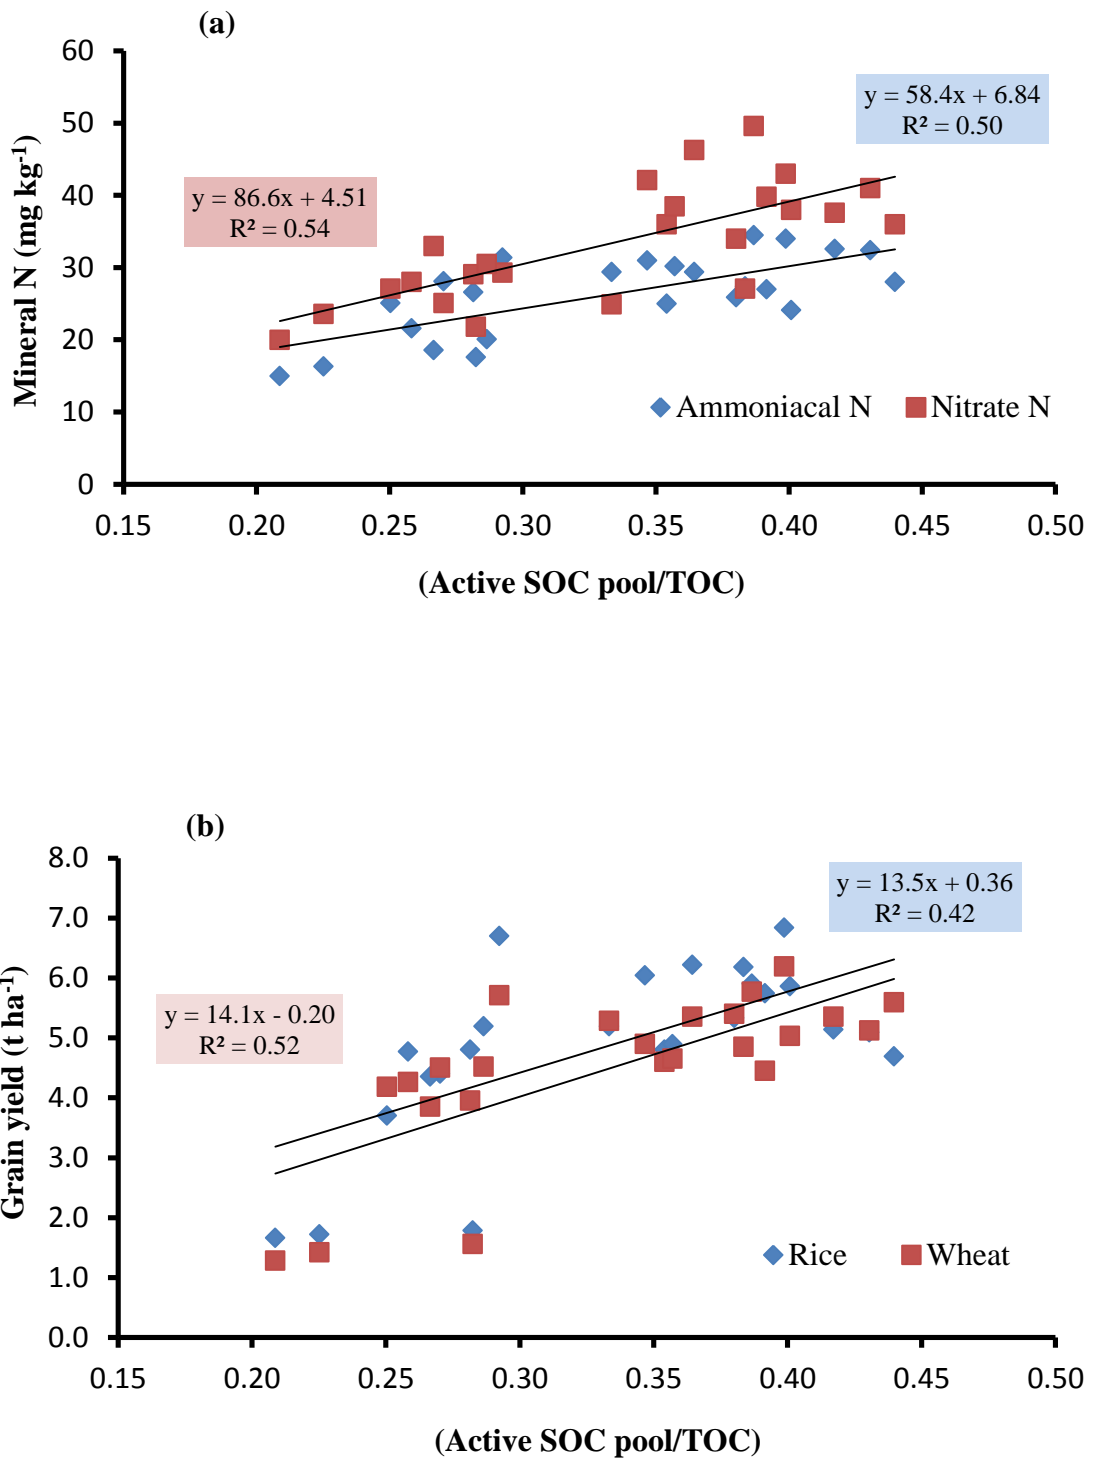 (a)
60
50
40
30
20
10
0
Mineral N (mg kg⁻¹)
y = 58.4x + 6.84
R² = 0.50
y = 86.6x + 4.51
R² = 0.54
Ammoniacal N Nitrate N
0.15 0.20 0.25 0.30 0.35 0.40 0.45 0.50
(Active SOC pool/TOC)
(b)
8.0
7.0
6.0
5.0
4.0
3.0
2.0
1.0
0.0
Grain yield (t ha⁻¹)
y = 13.5x + 0.36
R² = 0.42
y = 14.1x - 0.20
R² = 0.52
Rice Wheat
0.15 0.20 0.25 0.30 0.35 0.40 0.45 0.50
(Active SOC pool/TOC)